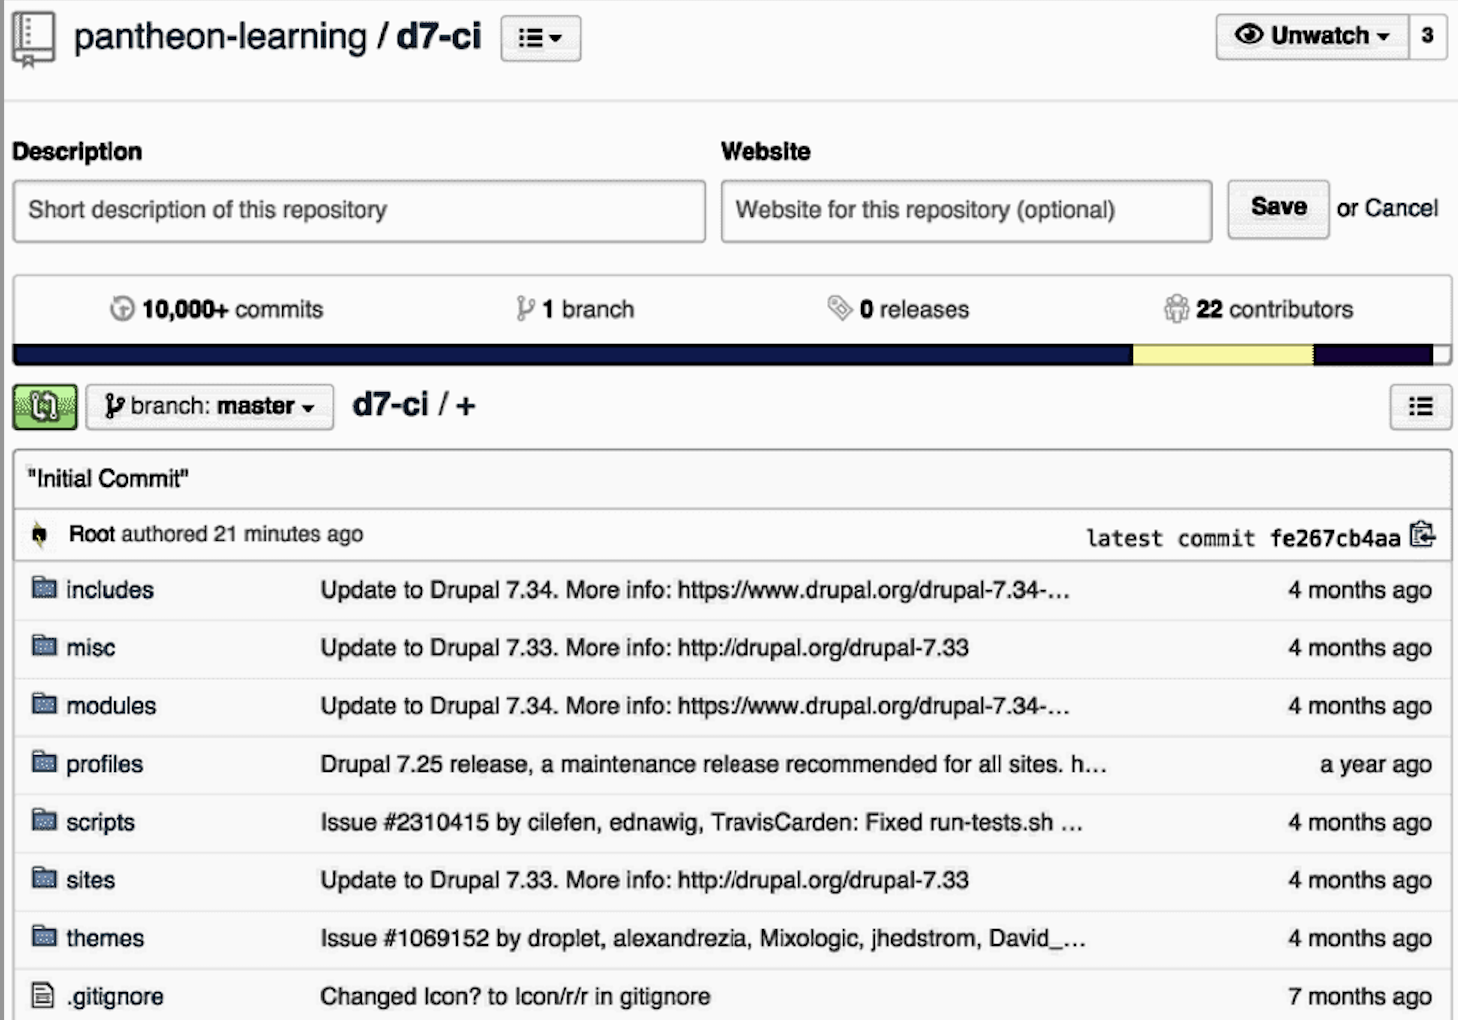 pantheon-learning / d7-ci
Unwatch 3
Description Website
Short description of this repository Website for this repository (optional) Save or Cancel
10,000+ commits 1 branch 0 releases 22 contributors
branch: master d7-ci / +
"Initial Commit"
Root authored 21 minutes ago latest commit fe267cb4aa
includes Update to Drupal 7.34. More info: https://www.drupal.org/drupal-7.34-... 4 months ago
misc Update to Drupal 7.33. More info: http://drupal.org/drupal-7.33 4 months ago
modules Update to Drupal 7.34. More info: https://www.drupal.org/drupal-7.34-... 4 months ago
profiles Drupal 7.25 release, a maintenance release recommended for all sites. h... a year ago
scripts Issue #2310415 by cilefen, ednawig, TravisCarden: Fixed run-tests.sh ... 4 months ago
sites Update to Drupal 7.33. More info: http://drupal.org/drupal-7.33 4 months ago
themes Issue #1069152 by droplet, alexandrezia, Mixologic, jhedstrom, David_... 4 months ago
.gitignore Changed Icon? to Icon/r/r in gitignore 7 months ago